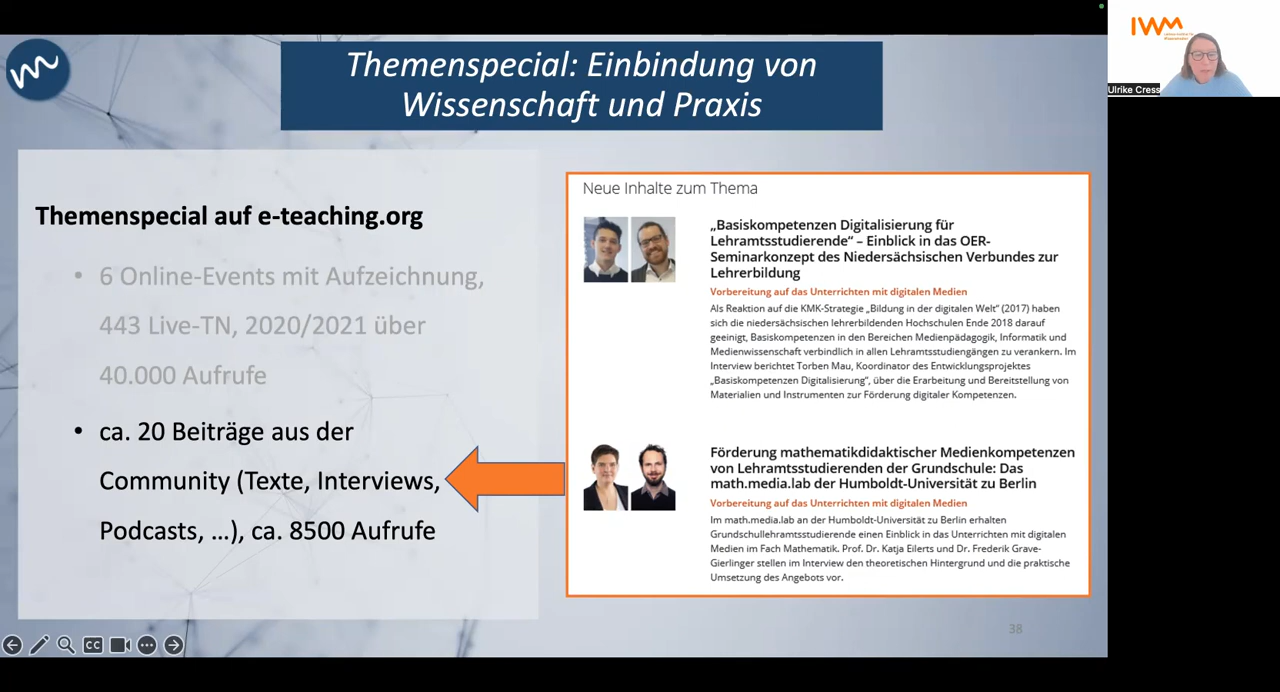 Themenspecial: Einbindung von
Wissenschaft und Praxis
IWM
Ulrike Cress
Themenspecial auf e-teaching.org
• 6 Online-Events mit Aufzeichnung,
443 Live-TN, 2020/2021 über
40.000 Aufrufe
• ca. 20 Beiträge aus der
Community (Texte, Interviews,
Podcasts, ...), ca. 8500 Aufrufe
Neue Inhalte zum Thema
„Basiskompetenzen Digitalisierung für
Lehramtsstudierende“ – Einblick in das OER-
Seminarkonzept des Niedersächsischen Verbundes zur
Lehrerbildung
Vorbereitung auf das Unterrichten mit digitalen Medien
Als Reaktion auf die KMK-Strategie „Bildung in der digitalen Welt“ (2017) haben
sich die niedersächsischen lehrerbildenden Hochschulen Ende 2018 darauf
geeinigt, Basiskompetenzen in den Bereichen Medienpädagogik, Informatik und
Medienwissenschaft verbindlich in allen Lehramtsstudiengängen zu verankern. Im
Interview berichtet Torben Mau, Koordinator des Entwicklungsprojektes
„Basiskompetenzen Digitalisierung“, über die Erarbeitung und Bereitstellung von
Materialien und Instrumenten zur Förderung digitaler Kompetenzen.
Förderung mathematikdidaktischer Medienkompetenzen
von Lehramtsstudierenden der Grundschule: Das
math.media.lab der Humboldt-Universität zu Berlin
Vorbereitung auf das Unterrichten mit digitalen Medien
Im math.media.lab an der Humboldt-Universität zu Berlin erhalten
Grundschullehramtsstudierende einen Einblick in das Unterrichten mit digitalen
Medien im Fach Mathematik. Prof. Dr. Katja Eilerts und Dr. Frederik Grave-
Gierlinger stellen im Interview den theoretischen Hintergrund und die praktische
Umsetzung des Angebots vor.
38
CC